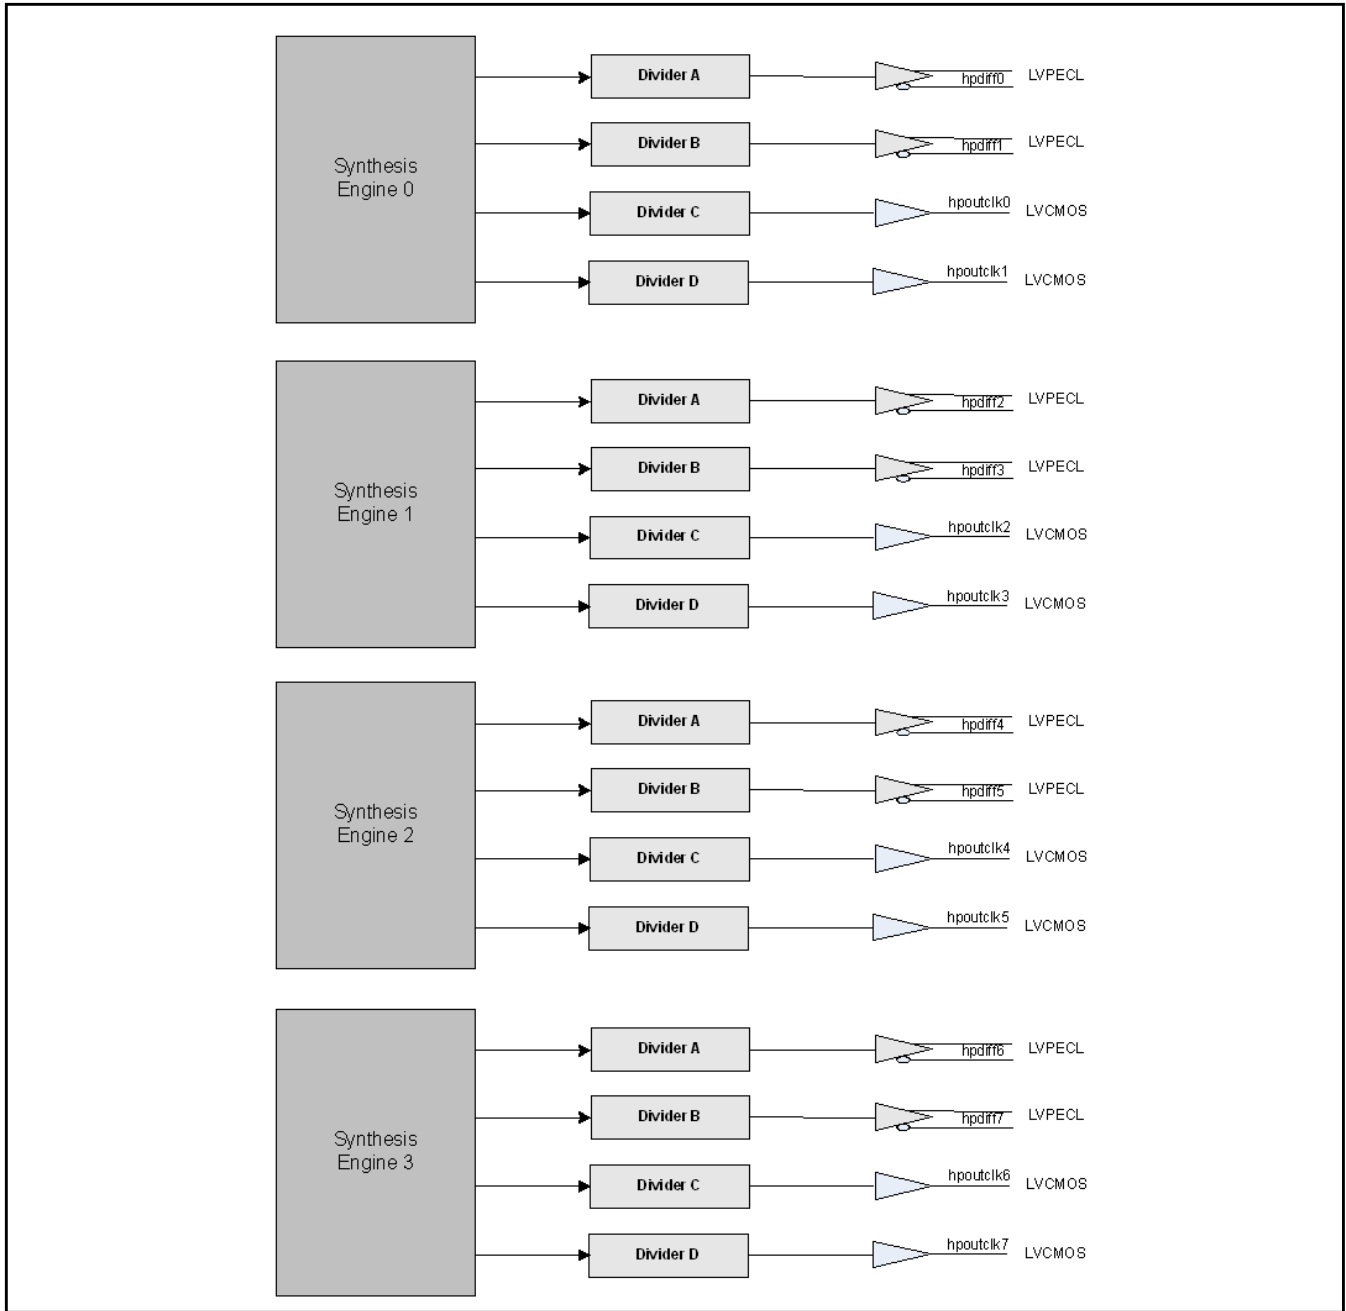 Divider A
hpdiff0
LVPECL
Divider B
hpdiff1
LVPECL
Synthesis
Engine 0
Divider C
hpoutclk0
LVCMOS
Divider D
hpoutclk1
LVCMOS
Divider A
hpdiff2
LVPECL
Divider B
hpdiff3
LVPECL
Synthesis
Engine 1
Divider C
hpoutclk2
LVCMOS
Divider D
hpoutclk3
LVCMOS
Divider A
hpdiff4
LVPECL
Divider B
hpdiff5
LVPECL
Synthesis
Engine 2
Divider C
hpoutclk4
LVCMOS
Divider D
hpoutclk5
LVCMOS
Divider A
hpdiff6
LVPECL
Divider B
hpdiff7
LVPECL
Synthesis
Engine 3
Divider C
hpoutclk6
LVCMOS
Divider D
hpoutclk7
LVCMOS